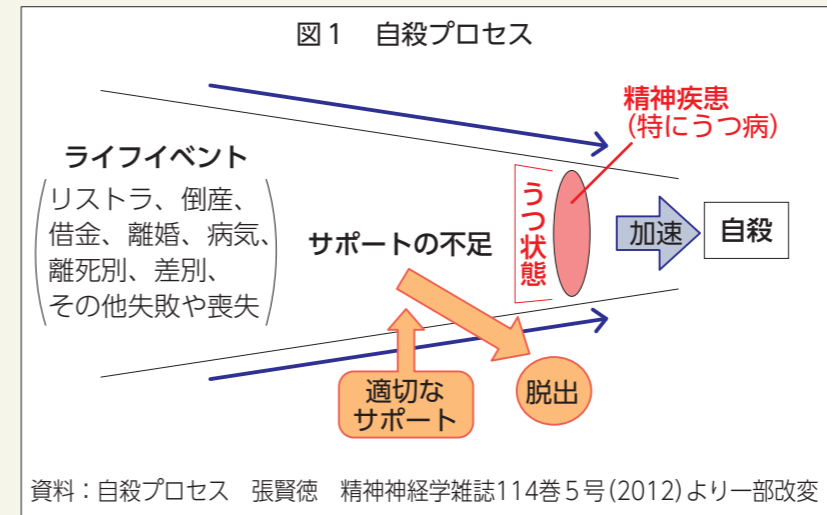 図1　自殺プロセス
精神疾患
(特にうつ病)
ライフイベント
リストラ、倒産、
借金、離婚、病気、
離死別、差別、
その他失敗や喪失
サポートの不足
うつ状態
加速
自殺
適切な
サポート
脱出
資料：自殺プロセス　張賢徳　精神神経学雑誌114巻5号(2012)より一部改変